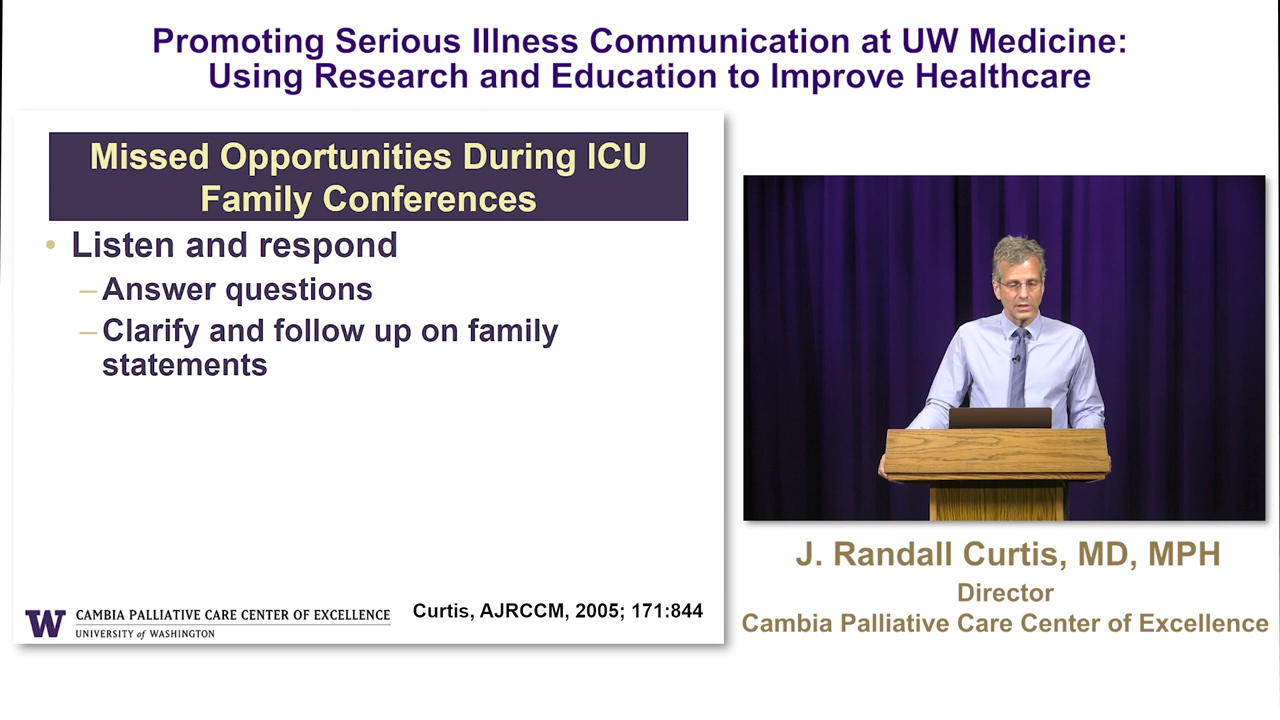 Promoting Serious Illness Communication at UW Medicine:
Using Research and Education to Improve Healthcare
Missed Opportunities During ICU
Family Conferences
• Listen and respond
–Answer questions
–Clarify and follow up on family
statements
W CAMBIA PALLIATIVE CARE CENTER OF EXCELLENCE
UNIVERSITY of WASHINGTON
Curtis, AJRCCM, 2005; 171:844
J. Randall Curtis, MD, MPH
Director
Cambia Palliative Care Center of Excellence